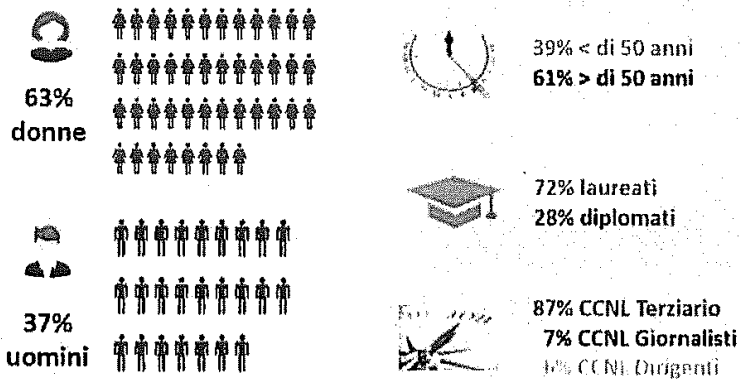 63%
donne
37%
uomini
39% < di 50 anni
61% > di 50 anni
72% laureati
28% diplomati
87% CCNL Terziario
7% CCNL Giornalisti
CCNL Dirigenti